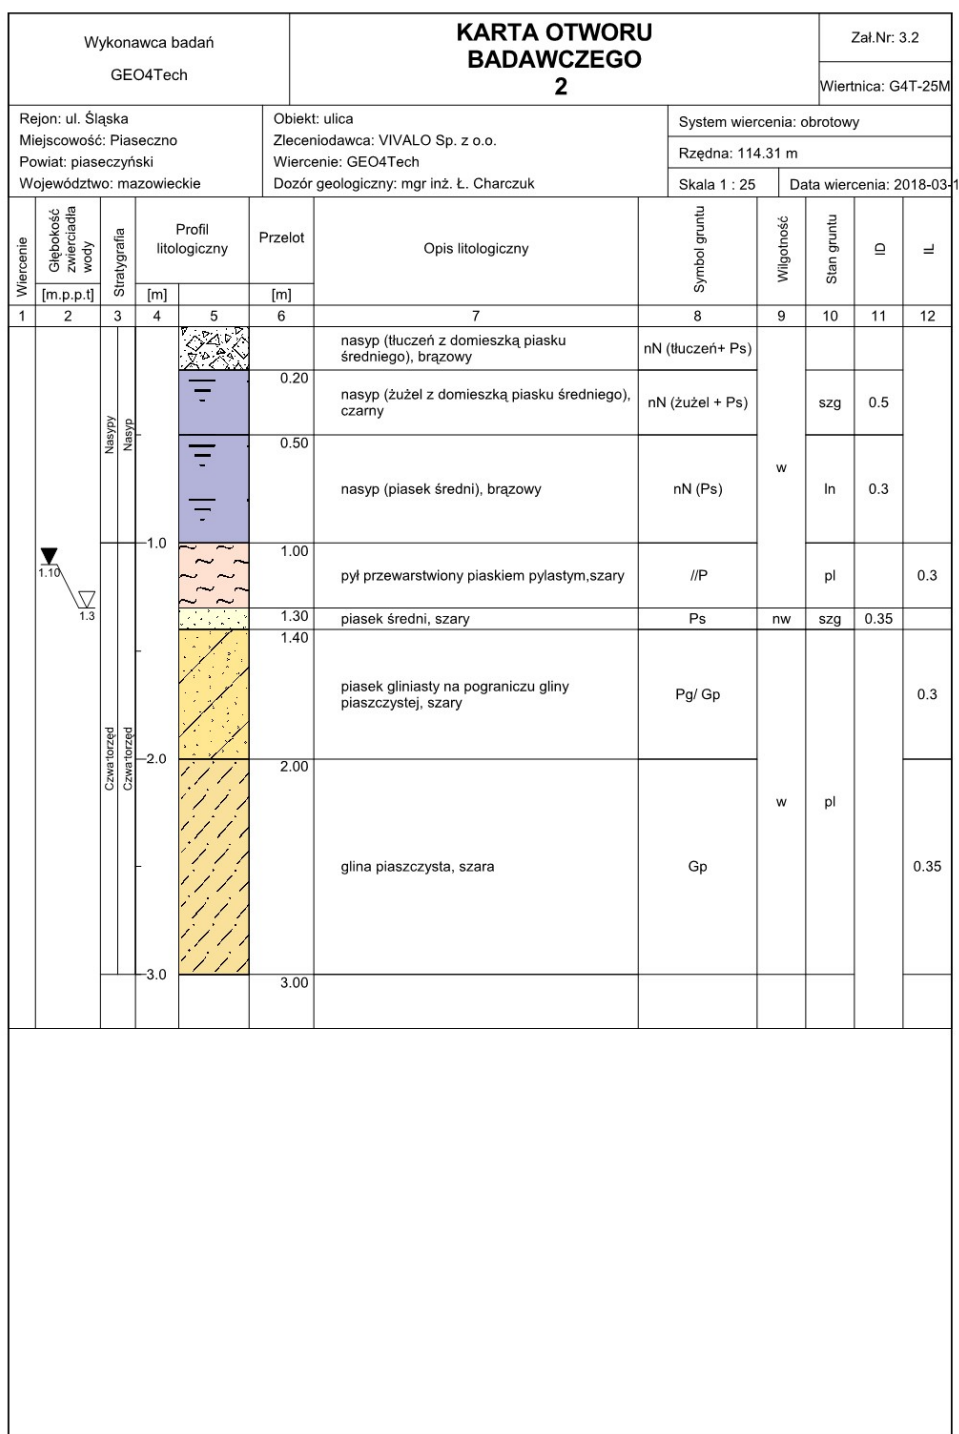 Wykonawca badań
GEO4Tech
KARTA OTWORU
BADAWCZEGO
2
Zał.Nr: 3.2
Wiertnica: G4T-25M
Rejon: ul. Śląska
Miejscowość: Piaseczno
Powiat: piaseczyński
Województwo: mazowieckie
Obiekt: ulica
Zleceniodawca: VIVALO Sp. z o.o.
Wiercenie: GEO4Tech
Dozór geologiczny: mgr inż. Ł. Charczuk
System wiercenia: obrotowy
Rzędna: 114.31 m
Skala 1 : 25
Data wiercenia: 2018-03-1
Wiercenie
Głębokość
zwierciadła
wody
[m.p.p.t]
Stratygrafia
Profil
litologiczny
[m]
Przelot
[m]
Opis litologiczny
Symbol gruntu
Wilgotność
Stan gruntu
ID
IL
1 2 3 4 5 6 7 8 9 10 11 12
nasyp (tłuczeń z domieszką piasku
średniego), brązowy
nN (tłuczeń+ Ps)
0.20
nasyp (żużel z domieszką piasku średniego),
czarny
nN (żużel + Ps)
szg
0.5
Nasypy
Nasyp
0.50
nasyp (piasek średni), brązowy
nN (Ps)
w
ln
0.3
1.0
1.00
1.10
1.3
pył przewarstwiony piaskiem pylastym,szary
//P
pl
0.3
1.30
piasek średni, szary
Ps
nw
szg
0.35
1.40
piasek gliniasty na pograniczu gliny
piaszczystej, szary
Pg/ Gp
0.3
Czwartorzęd
Czwartorzęd
2.0
2.00
w
pl
glina piaszczysta, szara
Gp
0.35
3.0
3.00